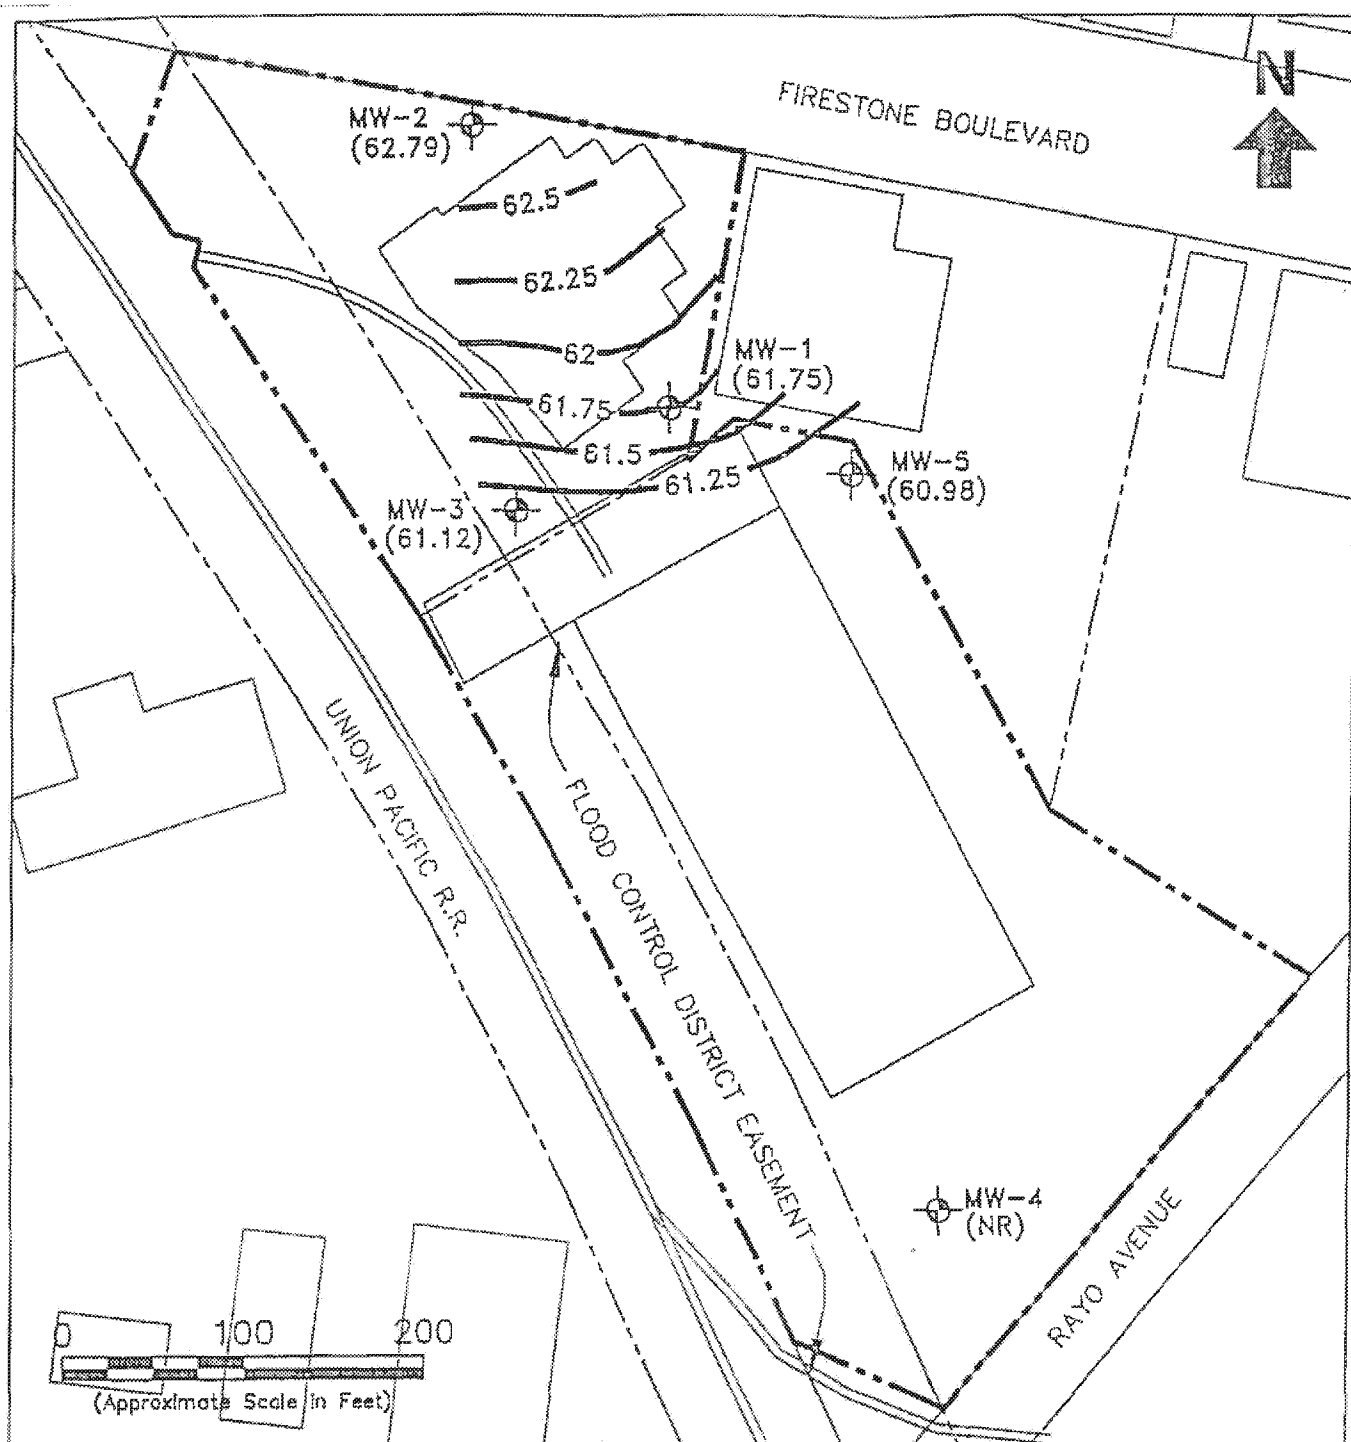 FIRESTONE BOULEVARD
N
MW-2
(62.79)
62.5
62.25
62
MW-1
(61.75)
61.75
61.5
61.25
MW-5
(60.98)
MW-3
(61.12)
UNION PACIFIC R.R.
FLOOD CONTROL DISTRICT EASEMENT
MW-4
(NR)
RAYO AVENUE
0 100 200
(Approximate Scale in Feet)